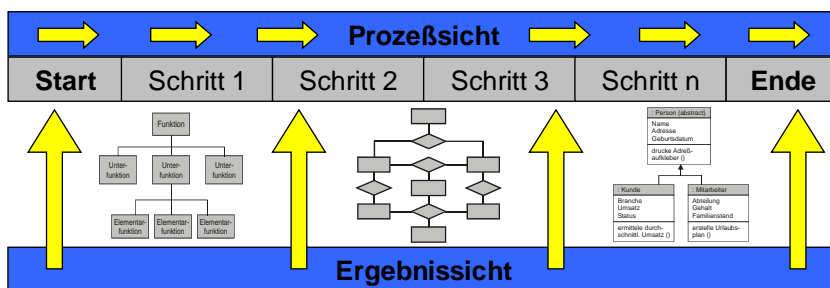 Prozeßsicht
Start
Schritt 1
Schritt 2
Schritt 3
Schritt n
Ende
Funktion
Unter-
funktion
Unter-
funktion
Unter-
funktion
Elementar-
funktion
Elementar-
funktion
Elementar-
funktion
: Person {abstract}
Name
Adresse
Geburtsdatum
drucke Adreß-
aufkleber ()
: Kunde
Branche
Umsatz
Status
ermittele durch-
schnittl. Umsatz ()
: Mitarbeiter
Abteilung
Gehalt
Familienstand
erstelle Urlaubs-
plan ()
Ergebnissicht